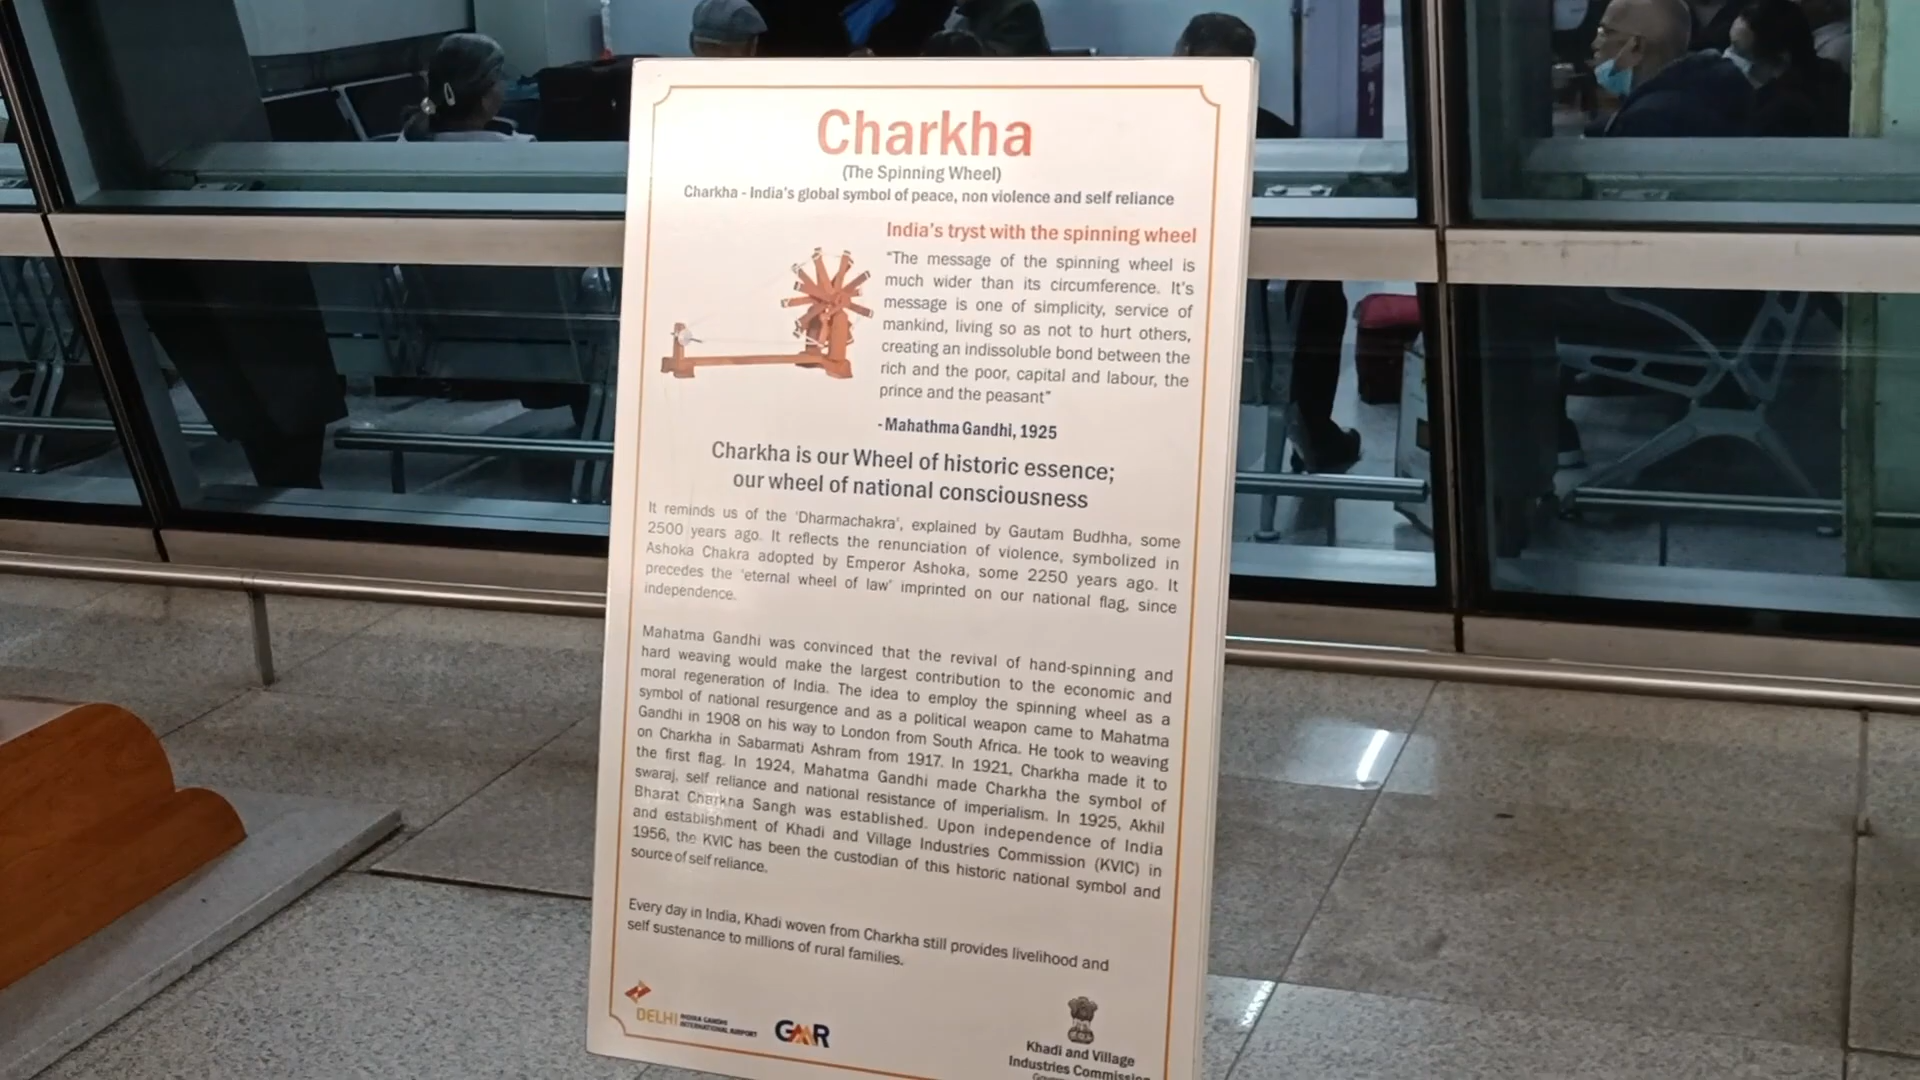 Charkha
(The Spinning Wheel)
Charkha - India's global symbol of peace, non violence and self reliance
India's tryst with the spinning wheel
"The message of the spinning wheel is
much wider than its circumference. It's
message is one of simplicity, service of
mankind, living so as not to hurt others,
creating an indissoluble bond between the
rich and the poor, capital and labour, the
prince and the peasant"
- Mahathma Gandhi, 1925
Charkha is our Wheel of historic essence;
our wheel of national consciousness
It reminds us of the 'Dharmachakra', explained by Gautam Budhha, some
2500 years ago. It reflects the renunciation of violence, symbolized in
Ashoka Chakra adopted by Emperor Ashoka, some 2250 years ago. It
precedes the 'eternal wheel of law' imprinted on our national flag, since
independence.
Mahatma Gandhi was convinced that the revival of hand-spinning and
hard weaving would make the largest contribution to the economic and
moral regeneration of India. The idea to employ the spinning wheel as a
symbol of national resurgence and as a political weapon came to Mahatma
Gandhi in 1908 on his way to London from South Africa. He took to weaving
on Charkha in Sabarmati Ashram from 1917. In 1921, Charkha made it to
the first flag. In 1924, Mahatma Gandhi made Charkha the symbol of
swaraj, self reliance and national resistance of imperialism. In 1925, Akhil
Bharat Charkha Sangh was established. Upon independence of India
and establishment of Khadi and Village Industries Commission (KVIC) in
1956, the KVIC has been the custodian of this historic national symbol and
source of self reliance.
Every day in India, Khadi woven from Charkha still provides livelihood and
self sustenance to millions of rural families.
DELHI INDIRA GANDHI
INTERNATIONAL AIRPORT
GMR
Khadi and Village
Industries